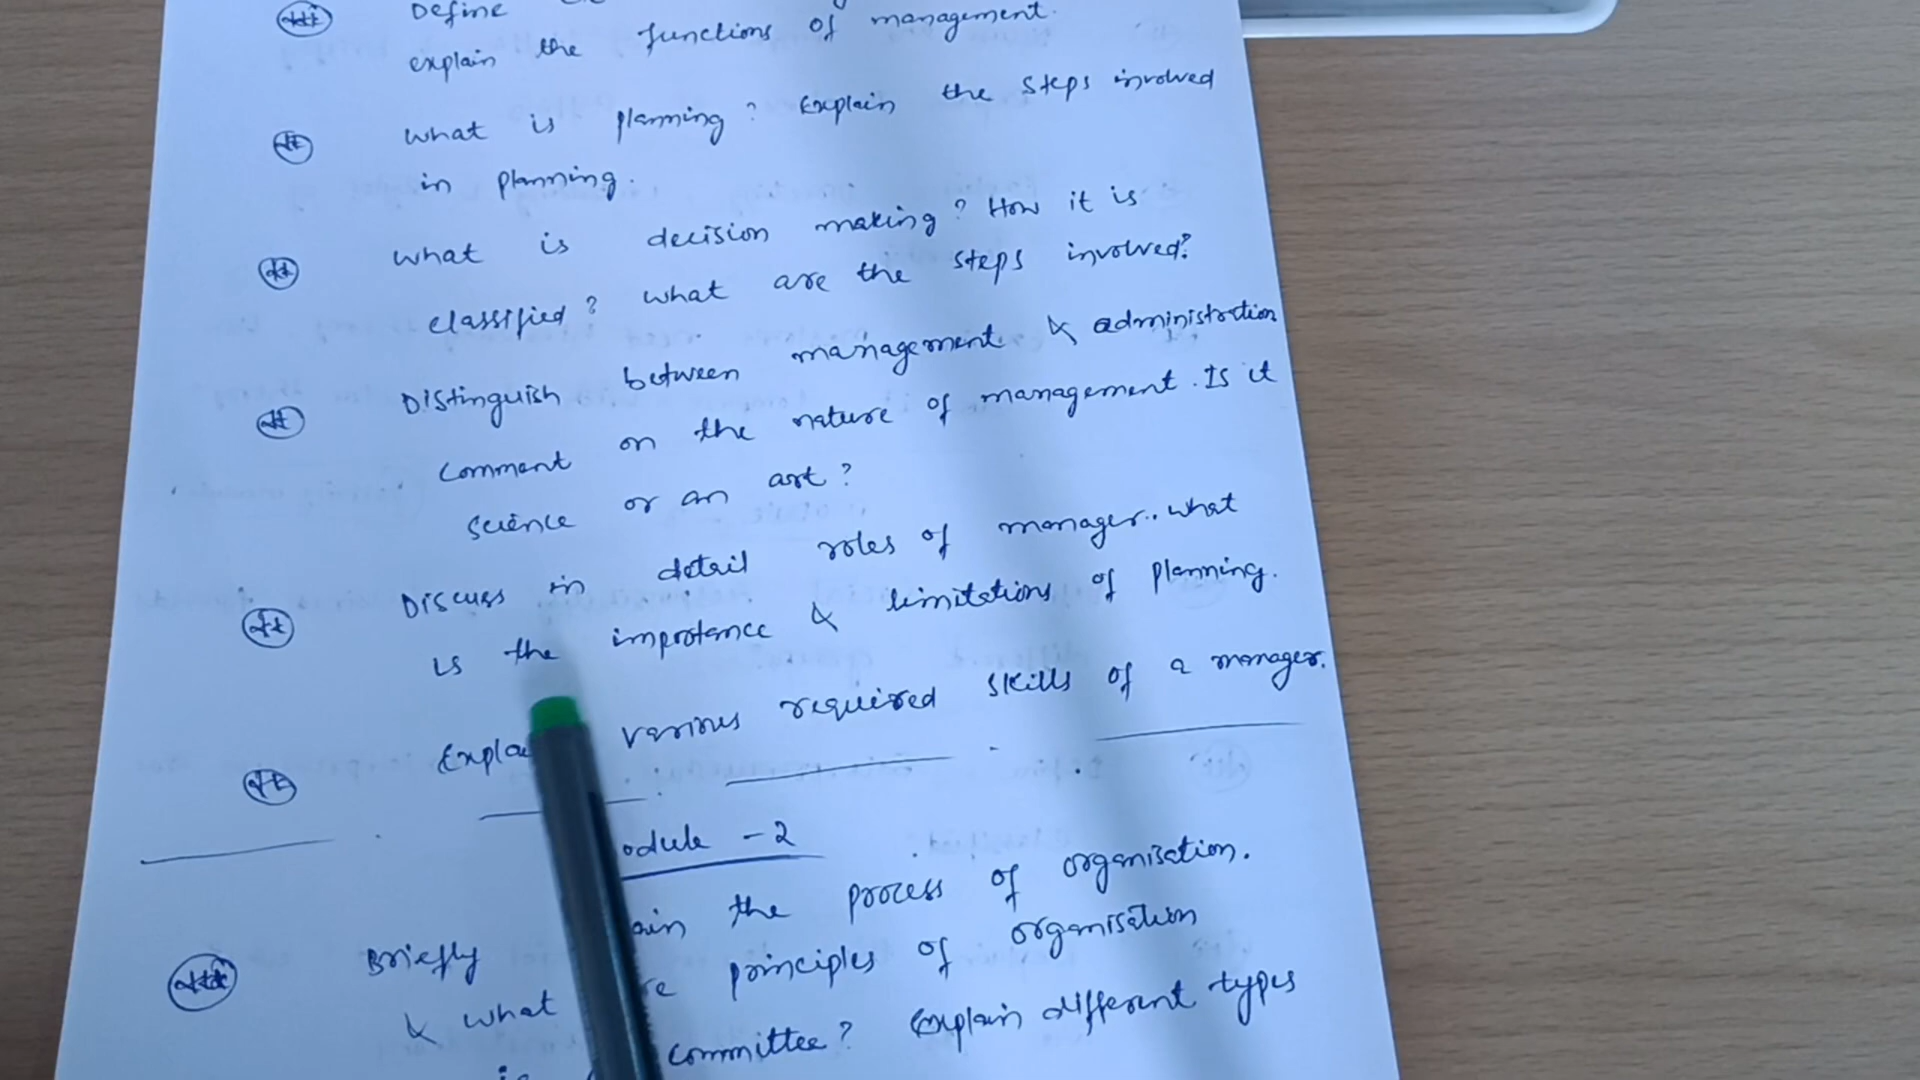 Define
explain the functions of management.
what is planning? Explain the steps involved
in planning.
what is decision making? How it is
classified? what are the steps involved?
Distinguish between management & administration
comment on the nature of management. Is it
science or an art?
Discuss in detail roles of manager.. what
is the importance & limitations of planning.
Explain various required skills of a manager.
odule - 2
Briefly ain the process of organisation.
& what re principles of organisation
is committee? Explain different types